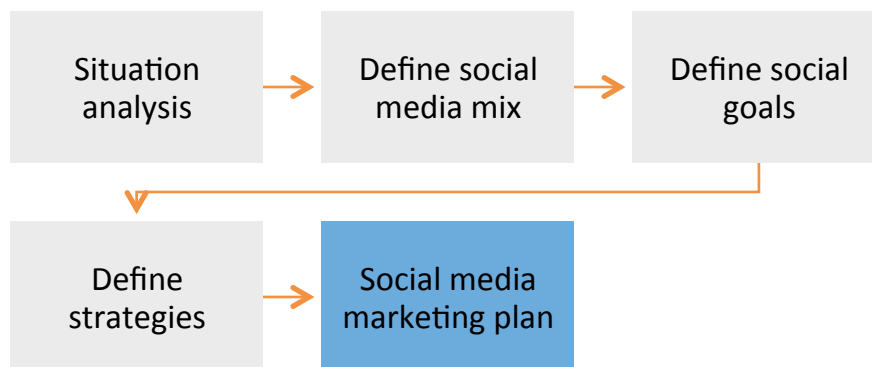 Situation
analysis
Define social
media mix
Define social
goals
Define
strategies
Social media
marketing plan